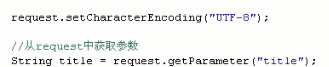 request.setCharacterEncoding("UTF-8");
//从request中获取参数
String title = request.getParameter("title");